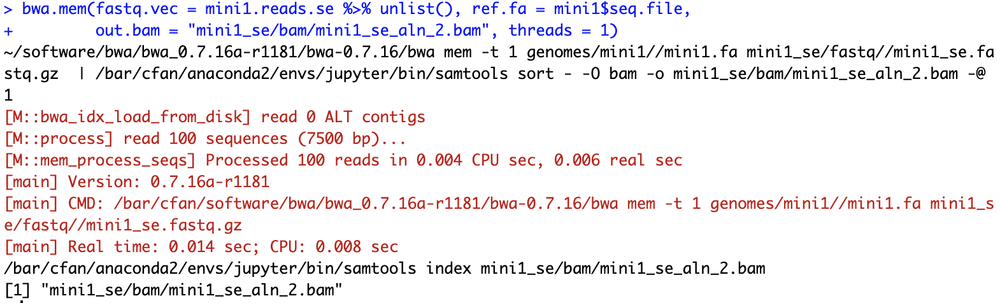 > bwa.mem(fastq.vec = mini1.reads.se %>% unlist(), ref.fa = mini1$seq.file,
+         out.bam = "mini1_se/bam/mini1_se_aln_2.bam", threads = 1)
~/software/bwa/bwa_0.7.16a-r1181/bwa-0.7.16/bwa mem -t 1 genomes/mini1//mini1.fa mini1_se/fastq//mini1_se.fa
stq.gz  | /bar/cfan/anaconda2/envs/jupyter/bin/samtools sort - -O bam -o mini1_se/bam/mini1_se_aln_2.bam -@
1
[M::bwa_idx_load_from_disk] read 0 ALT contigs
[M::process] read 100 sequences (7500 bp)...
[M::mem_process_seqs] Processed 100 reads in 0.004 CPU sec, 0.006 real sec
[main] Version: 0.7.16a-r1181
[main] CMD: /bar/cfan/software/bwa/bwa_0.7.16a-r1181/bwa-0.7.16/bwa mem -t 1 genomes/mini1//mini1.fa mini1_s
e/fastq//mini1_se.fastq.gz
[main] Real time: 0.014 sec; CPU: 0.008 sec
/bar/cfan/anaconda2/envs/jupyter/bin/samtools index mini1_se/bam/mini1_se_aln_2.bam
[1] "mini1_se/bam/mini1_se_aln_2.bam"